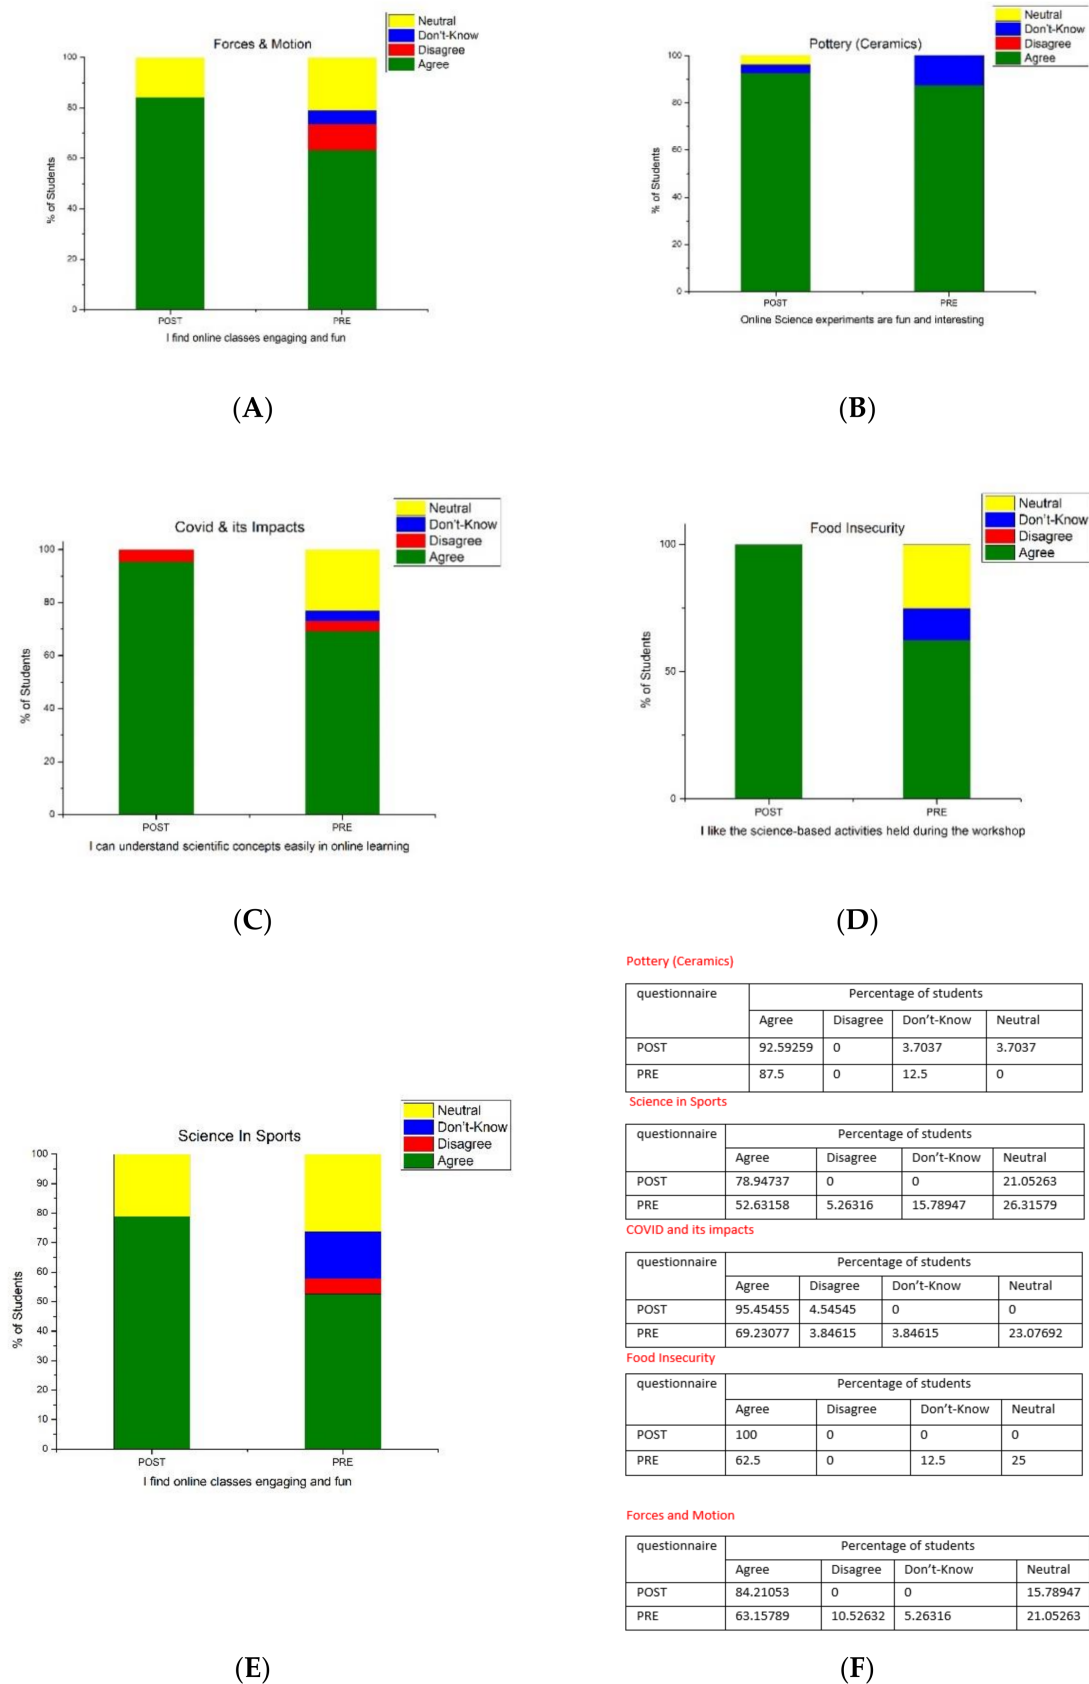 Forces & Motion
Neutral
Don't-Know
Disagree
Agree
100
80
60
40
20
0
% of Students
POST
PRE
I find online classes engaging and fun
(A)
Pottery (Ceramics)
Neutral
Don't-Know
Disagree
Agree
100
80
60
40
20
0
% of Students
POST
PRE
Online Science experiments are fun and interesting
(B)
Covid & its Impacts
Neutral
Don't-Know
Disagree
Agree
100
80
60
40
20
0
% of Students
POST
PRE
I can understand scientific concepts easily in online learning
(C)
Food Insecurity
Neutral
Don't-Know
Disagree
Agree
100
50
0
% of Students
POST
PRE
I like the science-based activities held during the workshop
(D)
Science In Sports
Neutral
Don't-Know
Disagree
Agree
100
90
80
70
60
50
40
30
20
10
0
% of Students
POST
PRE
I find online classes engaging and fun
(E)
Pottery (Ceramics)
questionnaire Percentage of students
Agree Disagree Don't-Know Neutral
POST 92.59259 0 3.7037 3.7037
PRE 87.5 0 12.5 0
Science in Sports
questionnaire Percentage of students
Agree Disagree Don't-Know Neutral
POST 78.94737 0 0 21.05263
PRE 52.63158 5.26316 15.78947 26.31579
COVID and its impacts
questionnaire Percentage of students
Agree Disagree Don't-Know Neutral
POST 95.45455 4.54545 0 0
PRE 69.23077 3.84615 3.84615 23.07692
Food Insecurity
questionnaire Percentage of students
Agree Disagree Don't-Know Neutral
POST 100 0 0 0
PRE 62.5 0 12.5 25
Forces and Motion
questionnaire Percentage of students
Agree Disagree Don't-Know Neutral
POST 84.21053 0 0 15.78947
PRE 63.15789 10.52632 5.26316 21.05263
(F)